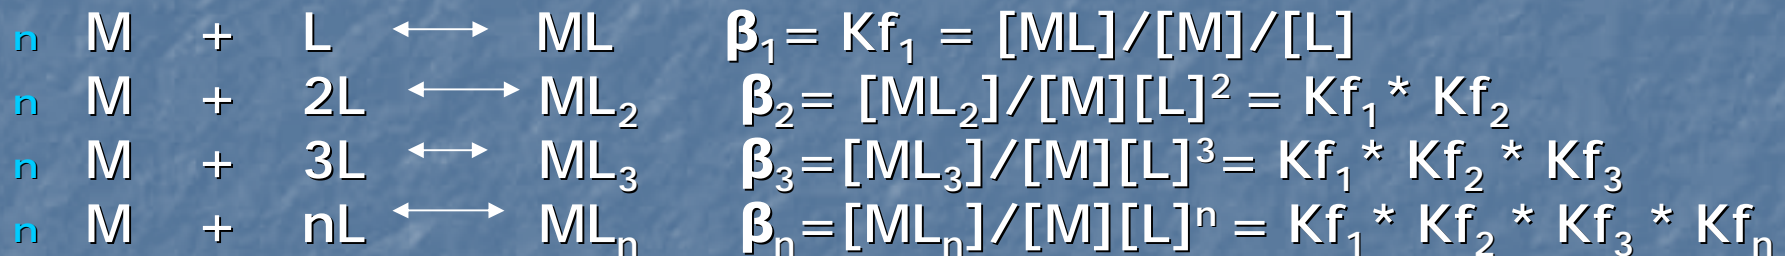 n M + L ↔ ML β₁= Kf₁ = [ML]/[M]/[L]
n M + 2L ↔ ML₂ β₂= [ML₂]/[M][L]² = Kf₁* Kf₂
n M + 3L ↔ ML₃ β₃=[ML₃]/[M][L]³= Kf₁* Kf₂ * Kf₃
n M + nL ↔ MLₙ βₙ=[MLₙ]/[M][L]ⁿ = Kf₁* Kf₂ * Kf₃ * Kfₙ